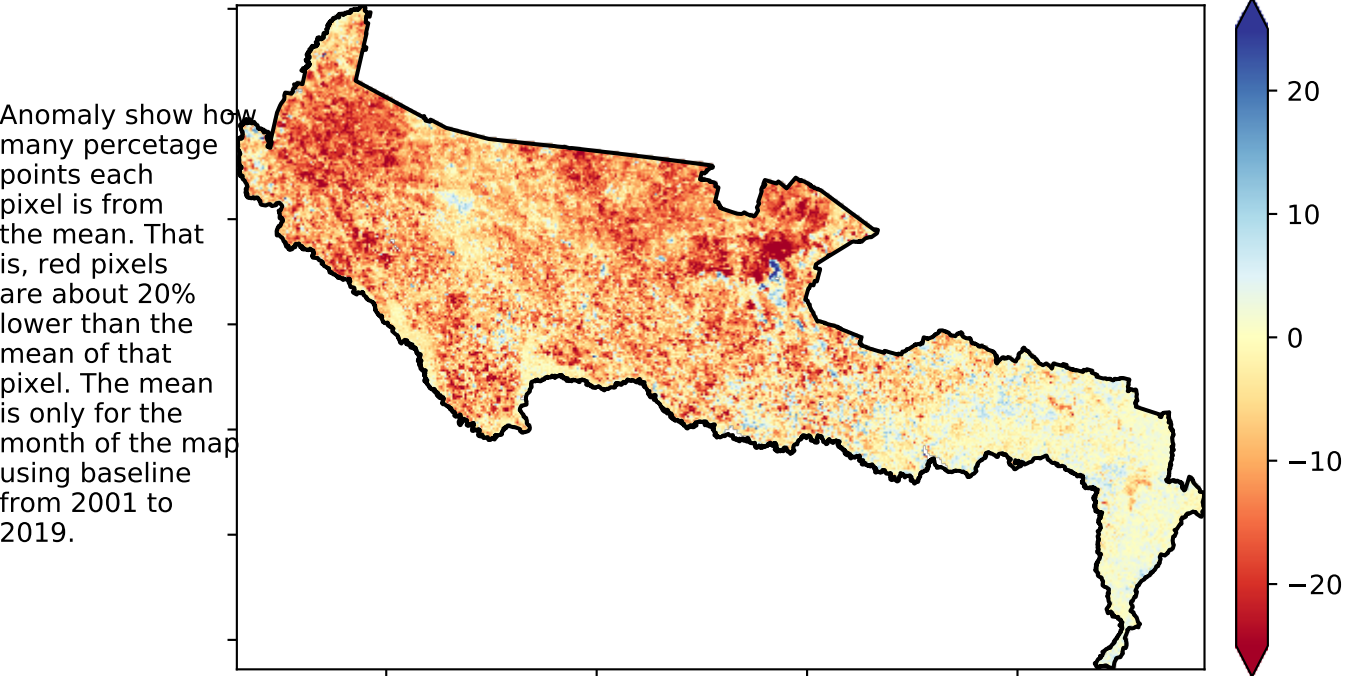 Anomaly show how
many percetage
points each
pixel is from
the mean. That
is, red pixels
are about 20%
lower than the
mean of that
pixel. The mean
is only for the
month of the map
using baseline
from 2001 to
2019.
20
10
0
−10
−20